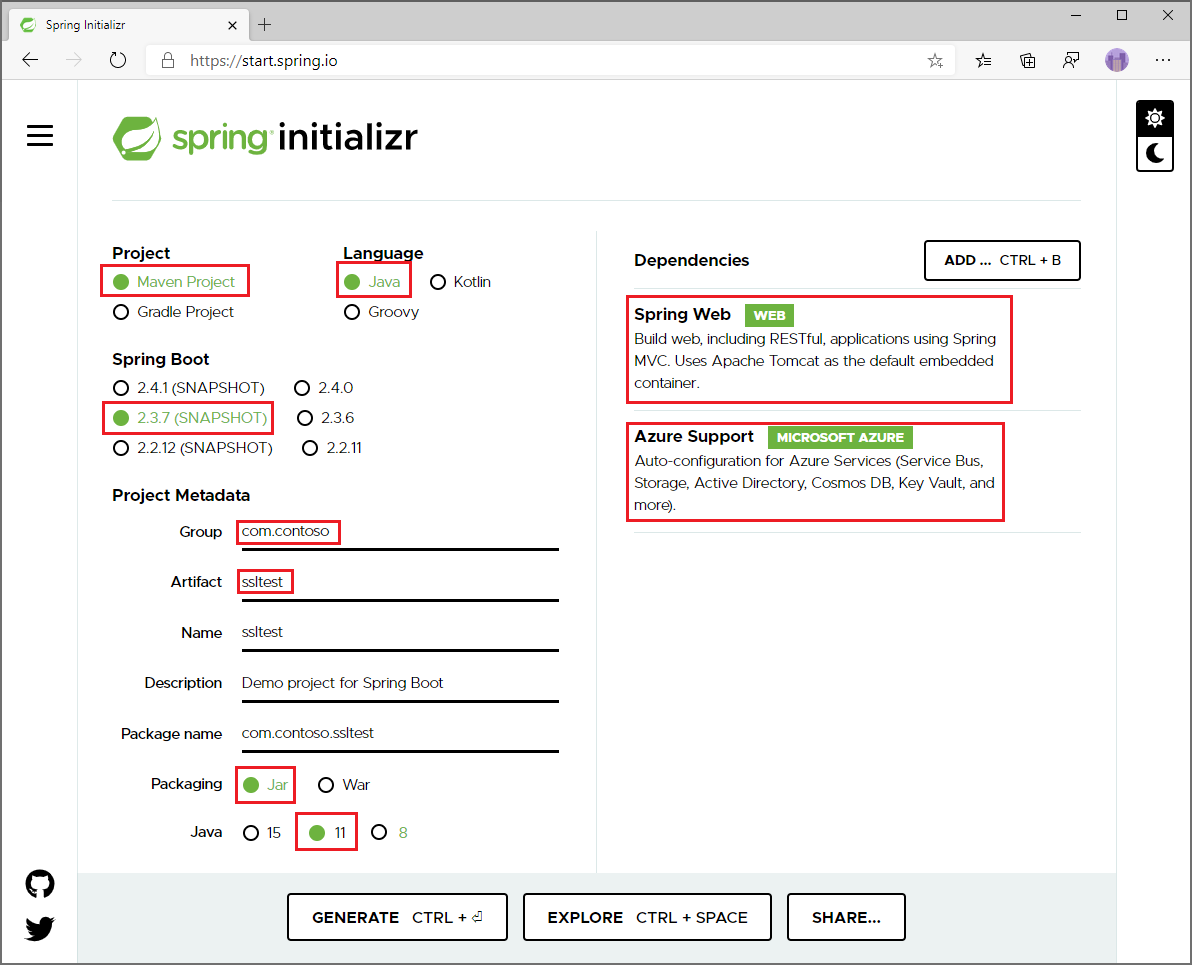 Spring Initializr
https://start.spring.io
spring initializr
Project
Maven Project
Gradle Project
Language
Java
Kotlin
Groovy
Spring Boot
2.4.1 (SNAPSHOT) 2.4.0
2.3.7 (SNAPSHOT) 2.3.6
2.2.12 (SNAPSHOT) 2.2.11
Project Metadata
Group com.contoso
Artifact ssltest
Name ssltest
Description Demo project for Spring Boot
Package name com.contoso.ssltest
Packaging Jar War
Java 15 11 8
Dependencies
ADD ... CTRL + B
Spring Web WEB
Build web, including RESTful, applications using Spring
MVC. Uses Apache Tomcat as the default embedded
container.
Azure Support MICROSOFT AZURE
Auto-configuration for Azure Services (Service Bus,
Storage, Active Directory, Cosmos DB, Key Vault, and
more).
GENERATE CTRL + ⏎
EXPLORE CTRL + SPACE
SHARE...